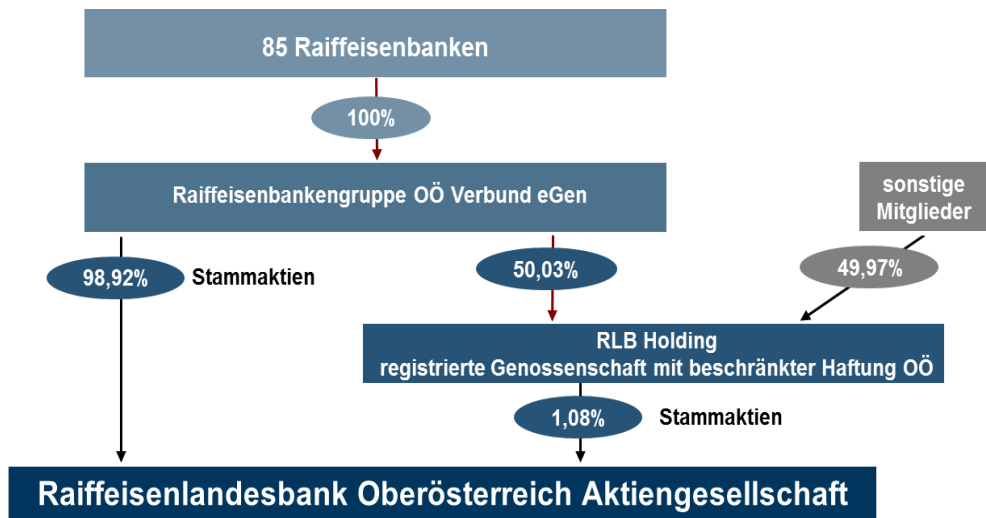 85 Raiffeisenbanken
100%
Raiffeisenbankengruppe OÖ Verbund eGen
sonstige
Mitglieder
98,92%
Stammaktien
50,03%
49,97%
RLB Holding
registrierte Genossenschaft mit beschränkter Haftung OÖ
1,08%
Stammaktien
Raiffeisenlandesbank Oberösterreich Aktiengesellschaft